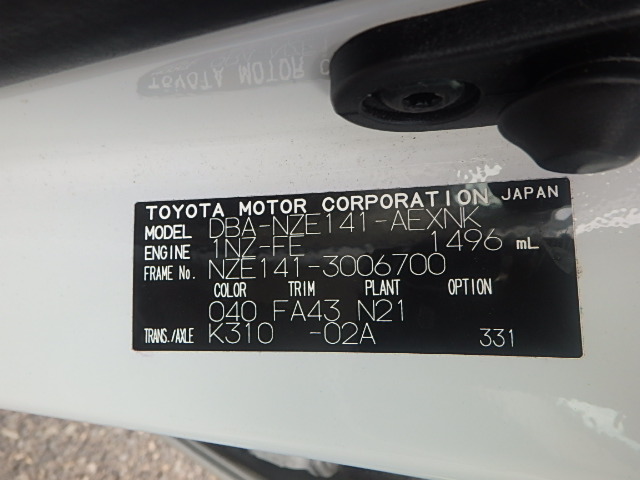 TOYOTA MOTOR CORPORATION JAPAN
MODEL DBA-NZE141-AEXNK
ENGINE 1NZ-FE 1496 mL
FRAME No. NZE141-3006700
COLOR TRIM PLANT OPTION
040 FA43 N21
TRANS./AXLE K310 -02A 331